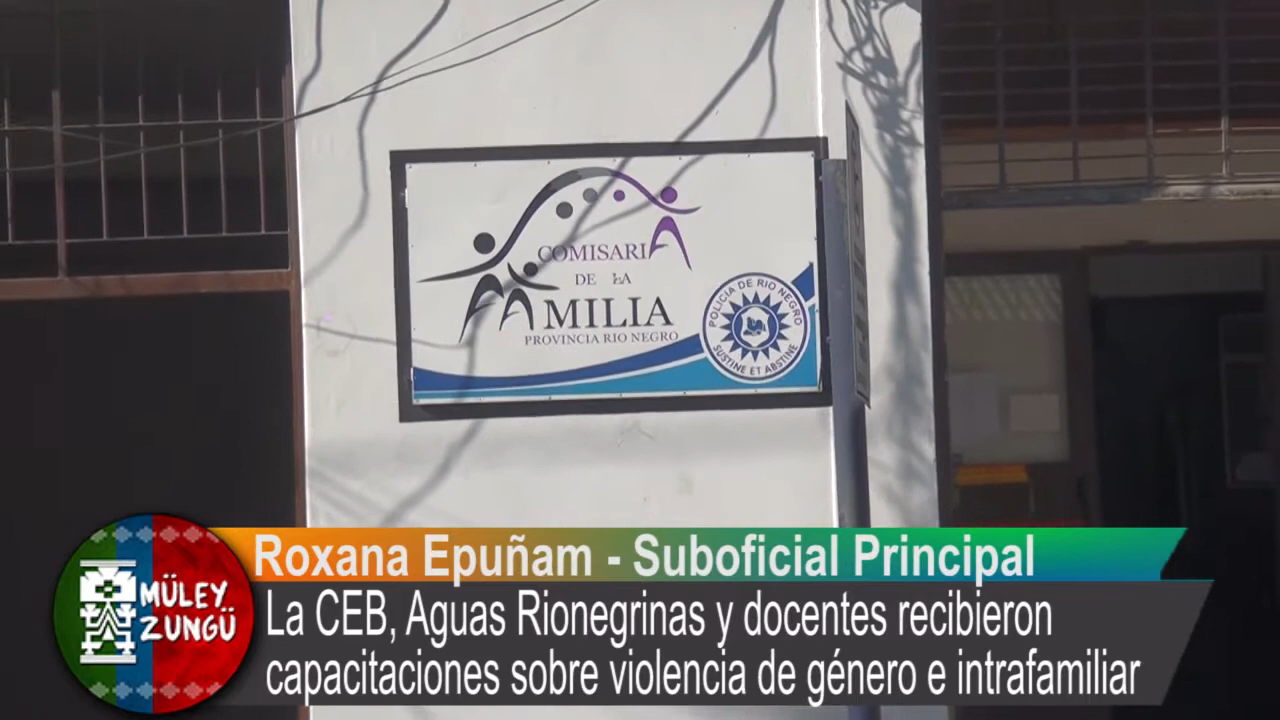 COMISARIA
DE LA
FAMILIA
PROVINCIA RIO NEGRO
POLICIA DE RIO NEGRO
SUSTINE ET ABSTINE
Roxana Epuñam - Suboficial Principal
MÜLEY
ZUNGÜ
La CEB, Aguas Rionegrinas y docentes recibieron
capacitaciones sobre violencia de género e intrafamiliar